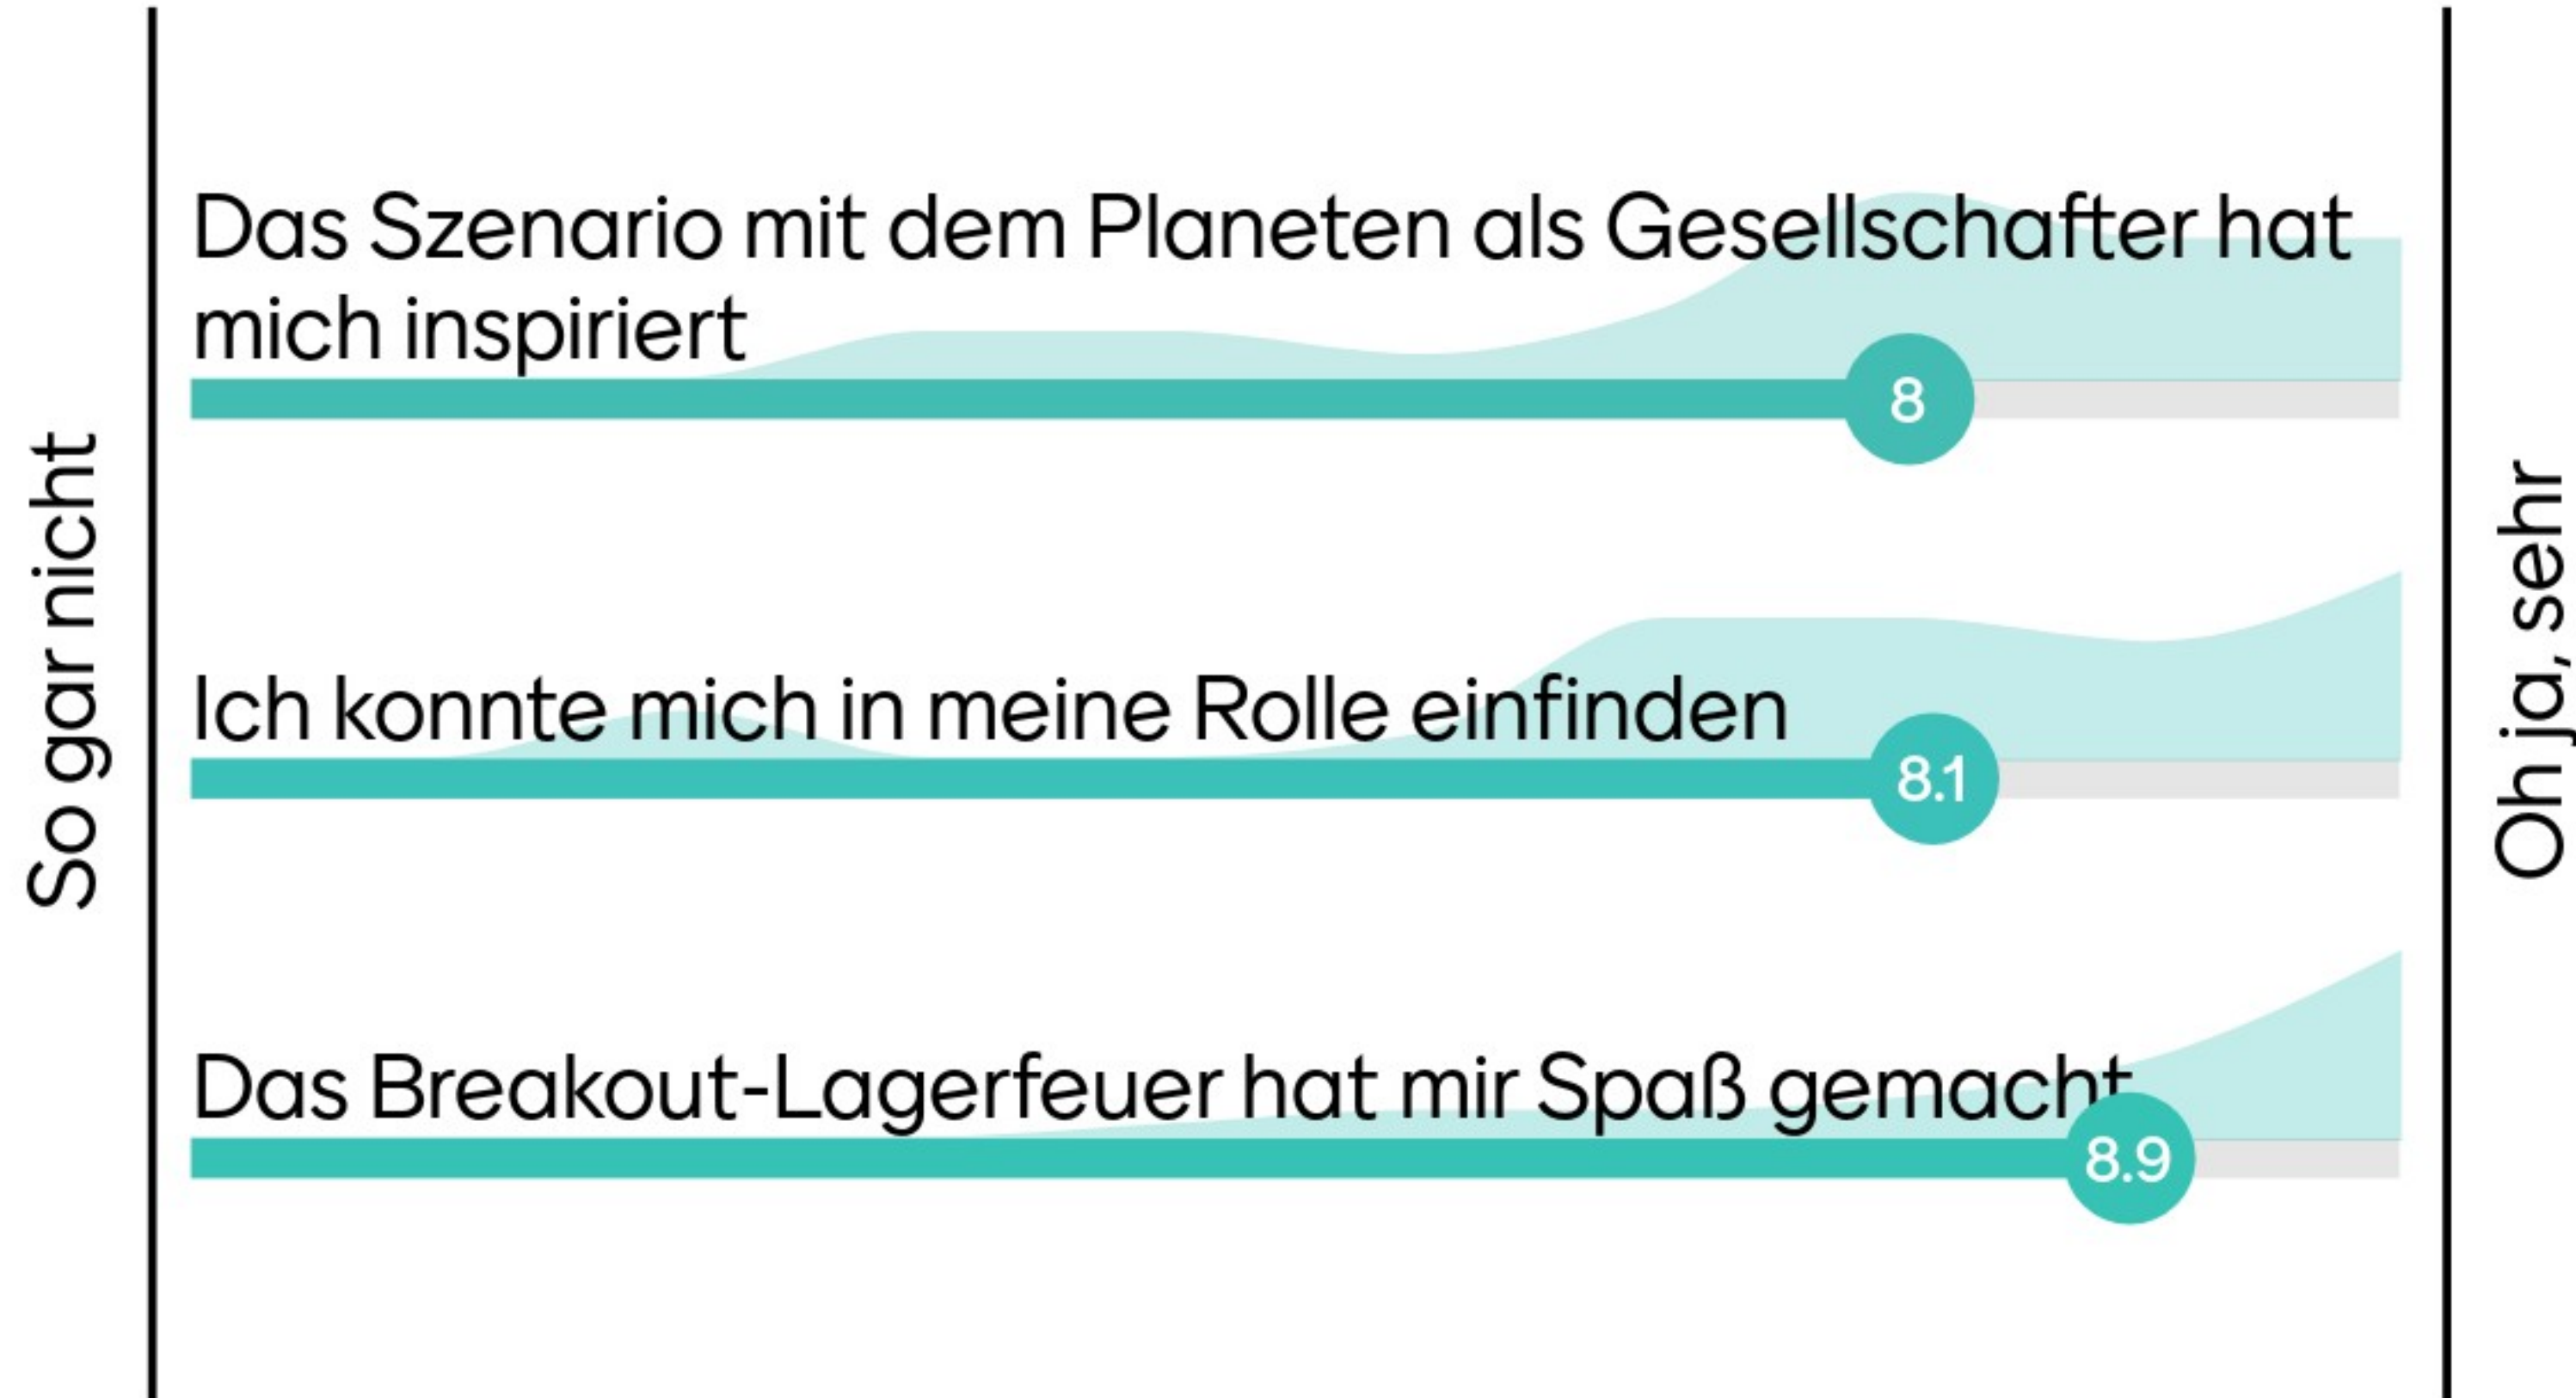 So gar nicht
Das Szenario mit dem Planeten als Gesellschafter hat
mich inspiriert
8
Ich konnte mich in meine Rolle einfinden
8.1
Das Breakout-Lagerfeuer hat mir Spaß gemacht
8.9
Oh ja, sehr